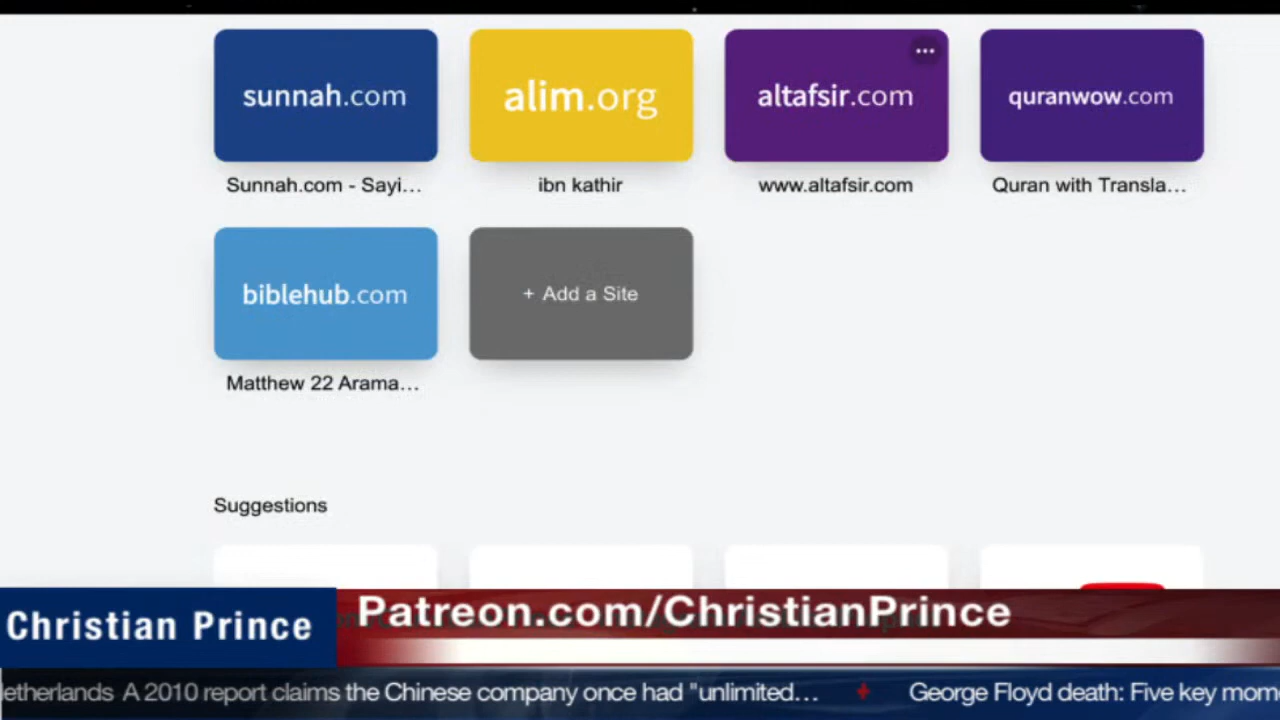 sunnah.com
alim.org
altafsir.com
quranwow.com
Sunnah.com - Sayi...
ibn kathir
www.altafsir.com
Quran with Transla...
biblehub.com
+ Add a Site
Matthew 22 Arama...
Suggestions
Christian Prince
Patreon.com/ChristianPrince
etherlands A 2010 report claims the Chinese company once had "unlimited... George Floyd death: Five key mom